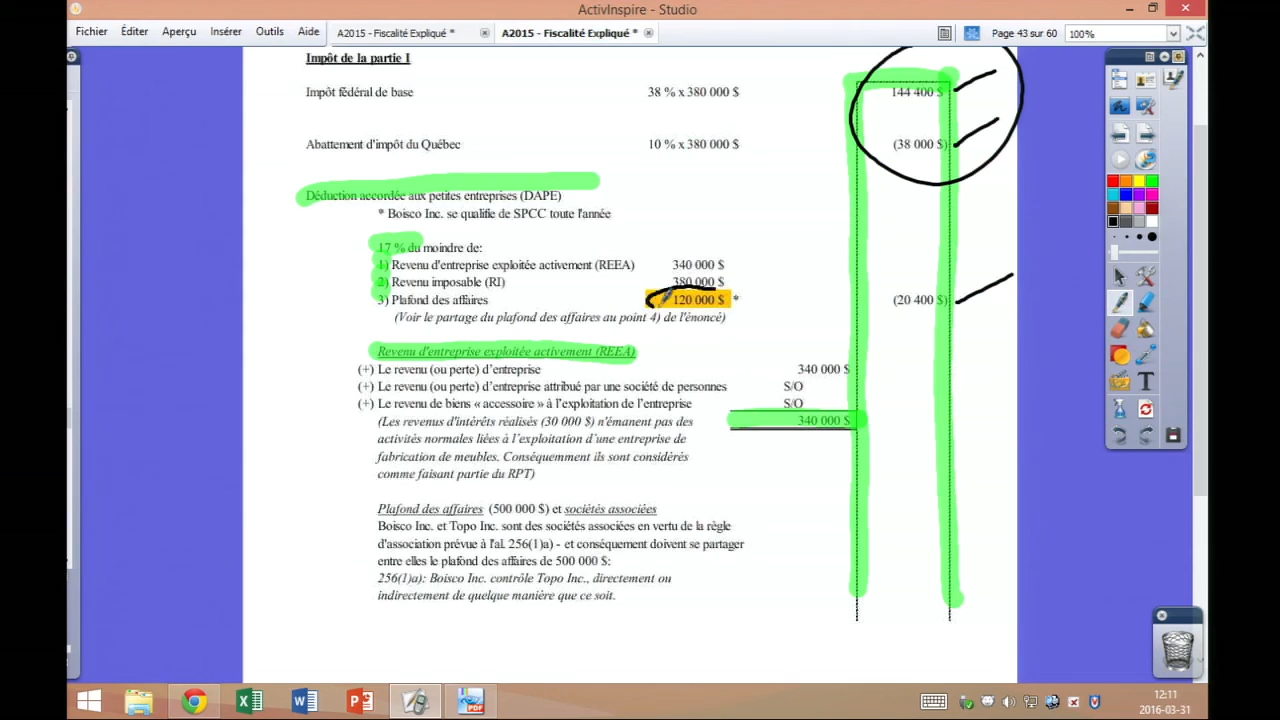 ActivInspire - Studio
Fichier Éditer Aperçu Insérer Outils Aide A2015 - Fiscalité Expliqué * A2015 - Fiscalité Expliqué * Page 43 sur 60 100%
Impôt de la partie I
Impôt fédéral de base 38 % x 380 000 $ 144 400 $
Abattement d'impôt du Québec 10 % x 380 000 $ (38 000 $)
Déduction accordée aux petites entreprises (DAPE)
* Boisco Inc. se qualifie de SPCC toute l'année
17 % du moindre de:
1) Revenu d'entreprise exploitée activement (REEA) 340 000 $
2) Revenu imposable (RI) 380 000 $
3) Plafond des affaires 120 000 $ * (20 400 $)
(Voir le partage du plafond des affaires au point 4) de l'énoncé)
Revenu d'entreprise exploitée activement (REEA)
(+) Le revenu (ou perte) d'entreprise 340 000 $
(+) Le revenu (ou perte) d'entreprise attribué par une société de personnes S/O
(+) Le revenu de biens « accessoire » à l'exploitation de l'entreprise S/O
(Les revenus d'intérêts réalisés (30 000 $) n'émanent pas des 340 000 $
activités normales liées à l'exploitation d'une entreprise de
fabrication de meubles. Conséquemment ils sont considérés
comme faisant partie du RPT)
Plafond des affaires (500 000 $) et sociétés associées
Boisco Inc. et Topo Inc. sont des sociétés associées en vertu de la règle
d'association prévue à l'al. 256(1)a) - et conséquement doivent se partager
entre elles le plafond des affaires de 500 000 $:
256(1)a): Boisco Inc. contrôle Topo Inc., directement ou
indirectement de quelque manière que ce soit.
12:11
2016-03-31